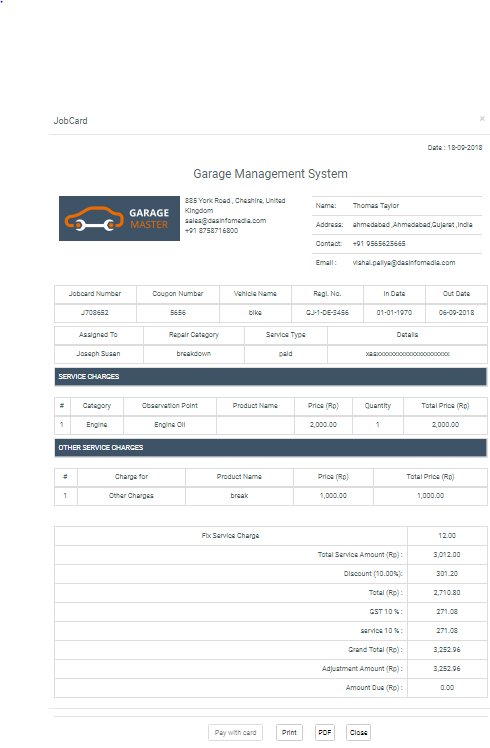 JobCard ×
Date : 18-09-2018
Garage Management System
GARAGE
MASTER
885 York Road , Cheshire, United
Kingdom
sales@dasinfomedia.com
+91 8758716800
Name: Thomas Taylor
Address: ahmedabad ,Ahmedabad,Gujarat ,India
Contact: +91 9565625665
Email : vishal.paliya@dasinfomedia.com
Jobcard Number Coupon Number Vehicle Name Regi. No. In Date Out Date
J708652 5656 bike GJ-1-DE-3456 01-01-1970 06-09-2018
Assigned To Repair Category Service Type Details
Joseph Susan breakdown paid
SERVICE CHARGES
# Category Observation Point Product Name Price (Rp) Quantity Total Price (Rp)
1 Engine Engine Oil 2,000.00 1 2,000.00
OTHER SERVICE CHARGES
# Charge for Product Name Price (Rp) Total Price (Rp)
1 Other Charges break 1,000.00 1,000.00
Fix Service Charge 12.00
Total Service Amount (Rp) : 3,012.00
Discount (10.00%): 301.20
Total (Rp) : 2,710.80
GST 10 % : 271.08
service 10 % : 271.08
Grand Total (Rp) : 3,252.96
Adjustment Amount (Rp) : 3,252.96
Amount Due (Rp) : 0.00
Pay with card Print PDF Close